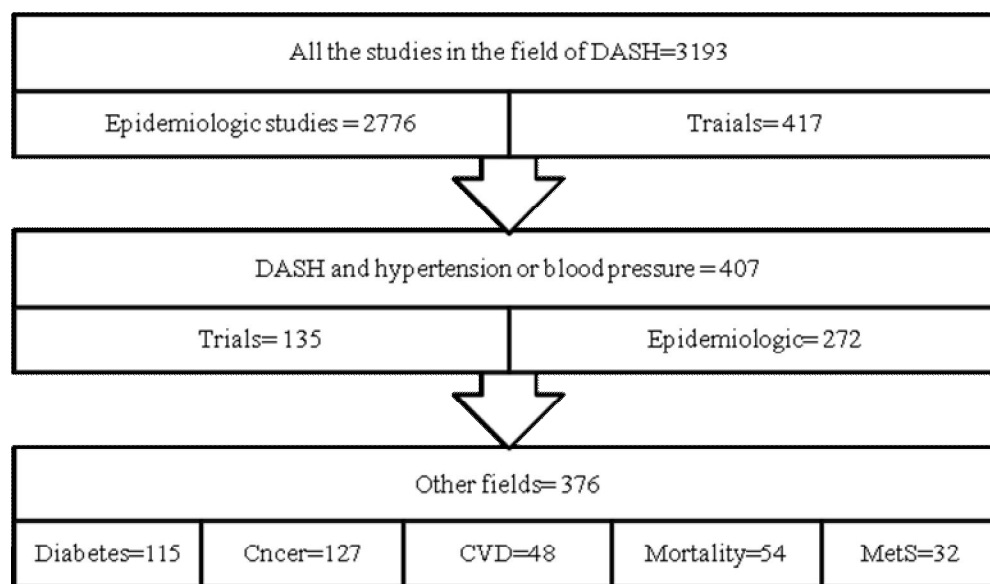 All the studies in the field of DASH=3193
Epidemiologic studies = 2776
Traials=417
DASH and hypertension or blood pressure = 407
Trials= 135
Epidemiologic=272
Other fields= 376
Diabetes=115
Cncer=127
CVD=48
Mortality=54
MetS=32